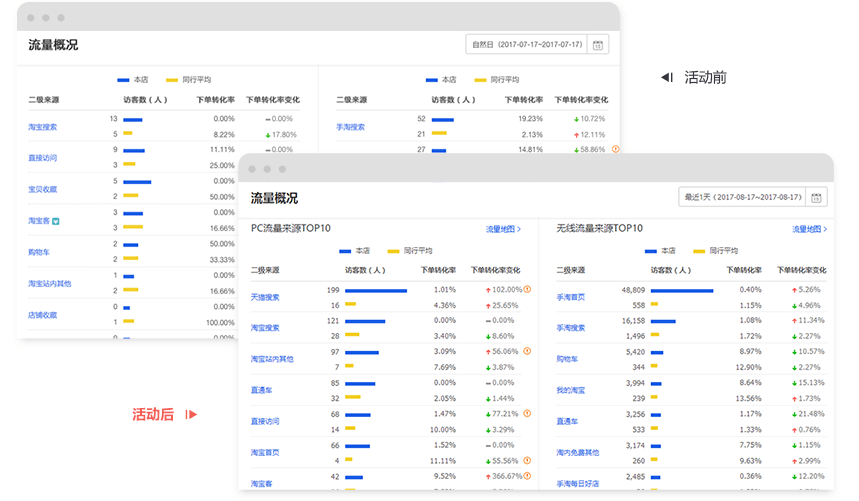 流量概况
自然日（2017-07-17~2017-07-17）
活动前
本店 同行平均
二级来源 访客数（人） 下单转化率 下单转化率变化
淘宝搜索 13 0.00% 0.00%
5 8.22% 17.80%
直接访问 9 11.11% 0.00%
3 25.00%
宝贝收藏 5 0.00%
2 50.00%
淘宝客 3 0.00%
3 16.66%
购物车 2 50.00%
2 33.33%
淘宝站内其他 1 0.00%
2 16.66%
店铺收藏 0 0.00%
1 100.00%
本店 同行平均
二级来源 访客数（人） 下单转化率 下单转化率变化
手淘搜索 52 19.23% 10.72%
21 2.13% 12.11%
27 14.81% 58.86%
活动后
流量概况
最近1天（2017-08-17~2017-08-17）
PC流量来源TOP10 流量地图 >
本店 同行平均
二级来源 访客数（人） 下单转化率 下单转化率变化
天猫搜索 199 1.01% 102.00%
16 4.36% 25.65%
淘宝搜索 121 0.00% 0.00%
28 3.40% 8.60%
淘宝站内其他 97 3.09% 56.06%
7 7.69% 3.87%
直通车 85 0.00% 0.00%
32 2.05% 1.44%
直接访问 68 1.47% 77.21%
14 10.00% 3.29%
淘宝首页 66 1.52% 0.00%
4 11.11% 55.56%
淘宝客 42 9.52% 366.67%
无线流量来源TOP10 流量地图 >
本店 同行平均
二级来源 访客数（人） 下单转化率 下单转化率变化
手淘首页 48,809 0.40% 5.26%
558 1.15% 4.96%
手淘搜索 16,158 1.08% 11.34%
1,496 1.72% 2.27%
购物车 5,420 8.97% 10.57%
344 12.90% 2.27%
我的淘宝 3,994 8.64% 15.13%
239 13.56% 1.73%
直通车 3,256 1.17% 21.48%
533 1.33% 0.76%
淘内免费其他 3,174 7.75% 1.15%
260 9.63% 2.99%
手淘每日好店 2,485 0.36% 12.20%